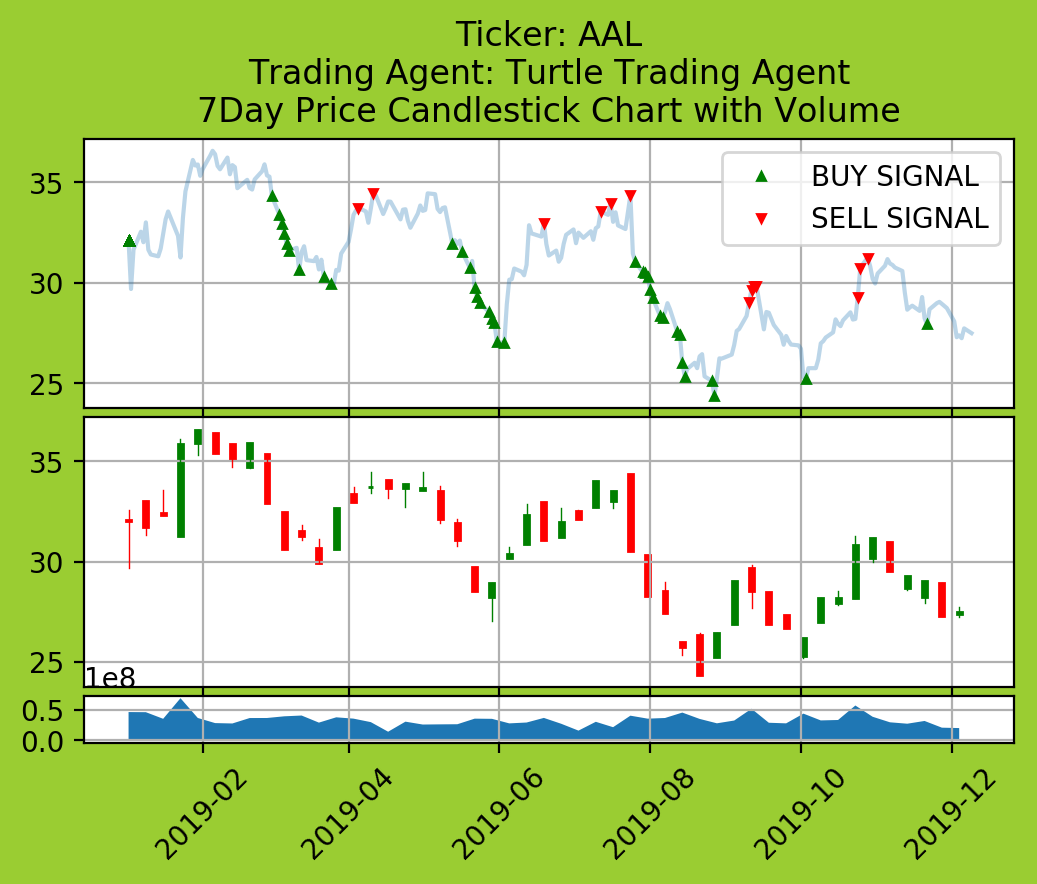 Ticker: AAL
Trading Agent: Turtle Trading Agent
7Day Price Candlestick Chart with Volume
BUY SIGNAL
SELL SIGNAL
35
30
25
35
30
25
1e8
0.5
0.0
2019-02
2019-04
2019-06
2019-08
2019-10
2019-12